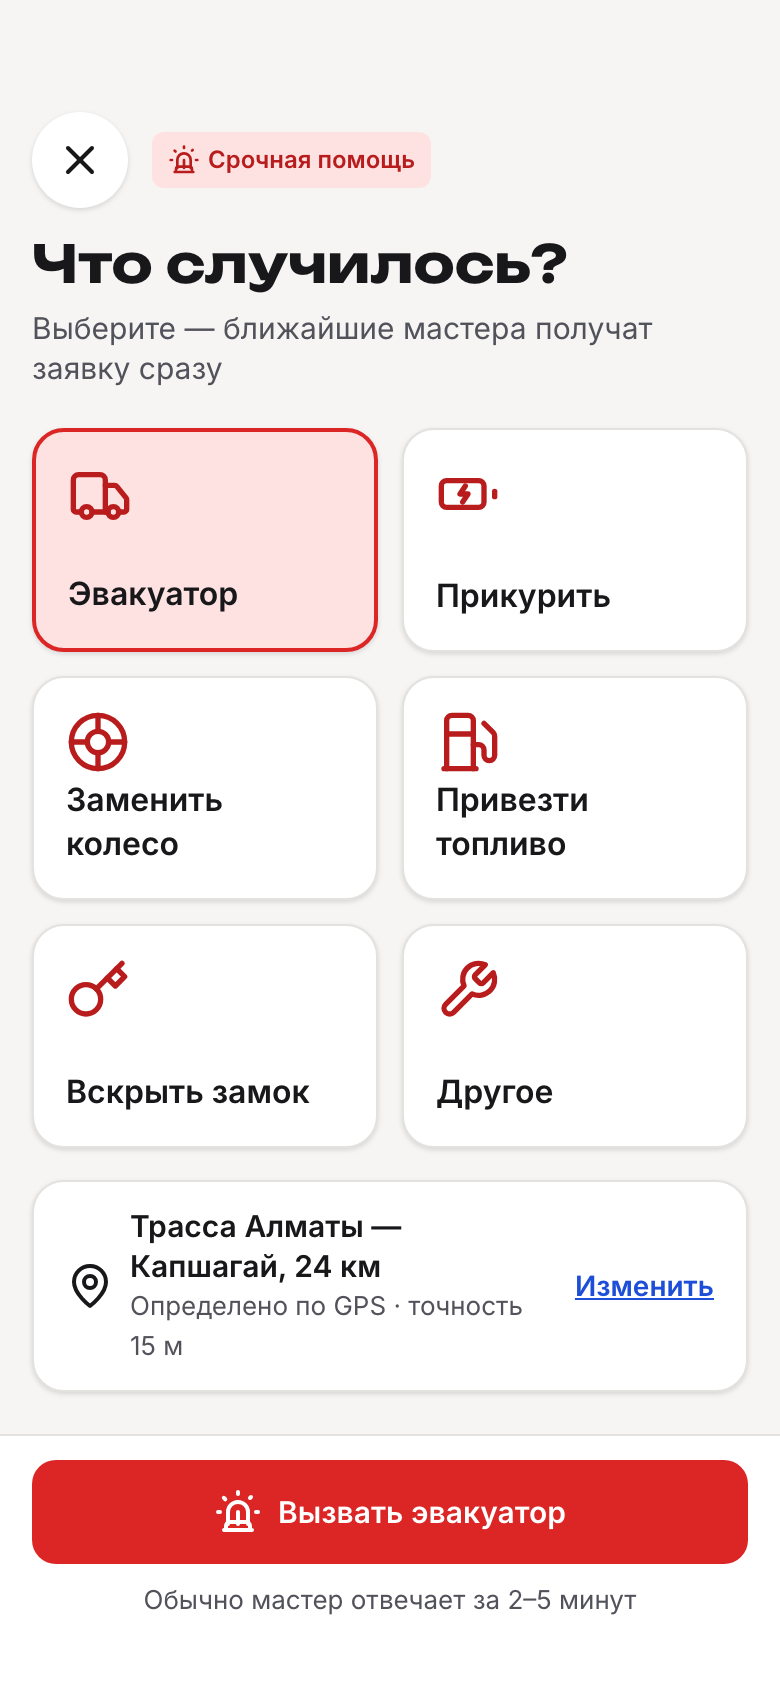 Срочная помощь
Что случилось?
Выберите — ближайшие мастера получат
заявку сразу
Эвакуатор
Прикурить
Заменить
колесо
Привезти
топливо
Вскрыть замок
Другое
Трасса Алматы —
Капшагай, 24 км
Определено по GPS · точность
15 м
Изменить
Вызвать эвакуатор
Обычно мастер отвечает за 2–5 минут